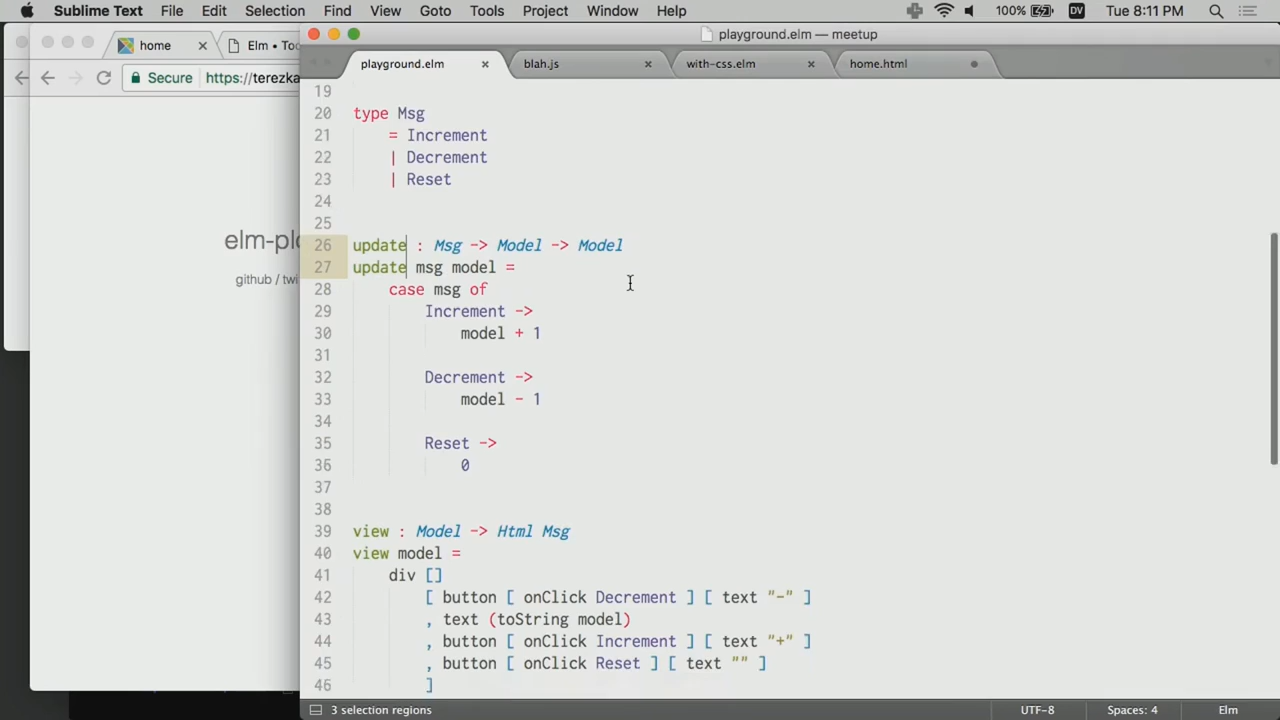 Sublime Text File Edit Selection Find View Goto Tools Project Window Help 100% DV Tue 8:11 PM
playground.elm — meetup
home Elm • Too
playground.elm blah.js with-css.elm home.html
Secure https://terezka
19
20 type Msg
21 = Increment
22 | Decrement
23 | Reset
24
25
26 update : Msg -> Model -> Model
27 update msg model =
28 case msg of
29 Increment ->
30 model + 1
31
32 Decrement ->
33 model - 1
34
35 Reset ->
36 0
37
38
39 view : Model -> Html Msg
40 view model =
41 div []
42 [ button [ onClick Decrement ] [ text "-" ]
43 , text (toString model)
44 , button [ onClick Increment ] [ text "+" ]
45 , button [ onClick Reset ] [ text "" ]
46 ]
elm-plo
github / twi
3 selection regions UTF-8 Spaces: 4 Elm